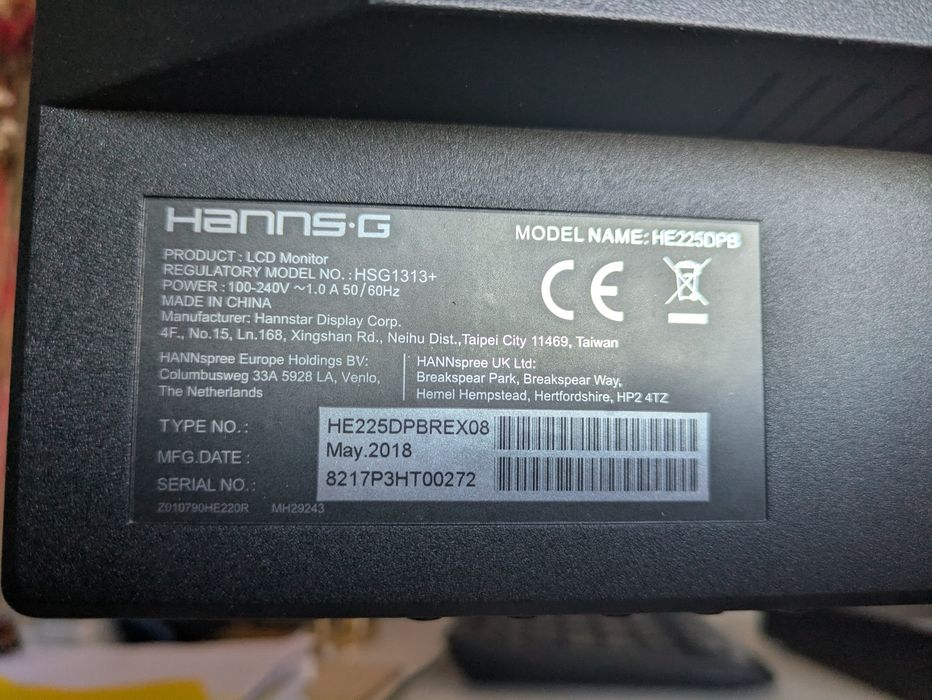 Hanns·G
MODEL NAME: HE225DPB
PRODUCT : LCD Monitor
REGULATORY MODEL NO. : HSG1313+
POWER : 100-240V ~1.0 A 50/60Hz
MADE IN CHINA
Manufacturer: Hannstar Display Corp.
4F., No.15, Ln.168, Xingshan Rd., Neihu Dist.,Taipei City 11469, Taiwan
CE
HANNspree Europe Holdings BV:
Columbusweg 33A 5928 LA, Venlo,
The Netherlands
HANNspree UK Ltd:
Breakspear Park, Breakspear Way,
Hemel Hempstead, Hertfordshire, HP2 4TZ
TYPE NO. : HE225DPBREX08
MFG.DATE : May.2018
SERIAL NO. : 8217P3HT00272
Z010790HE220R MH29243